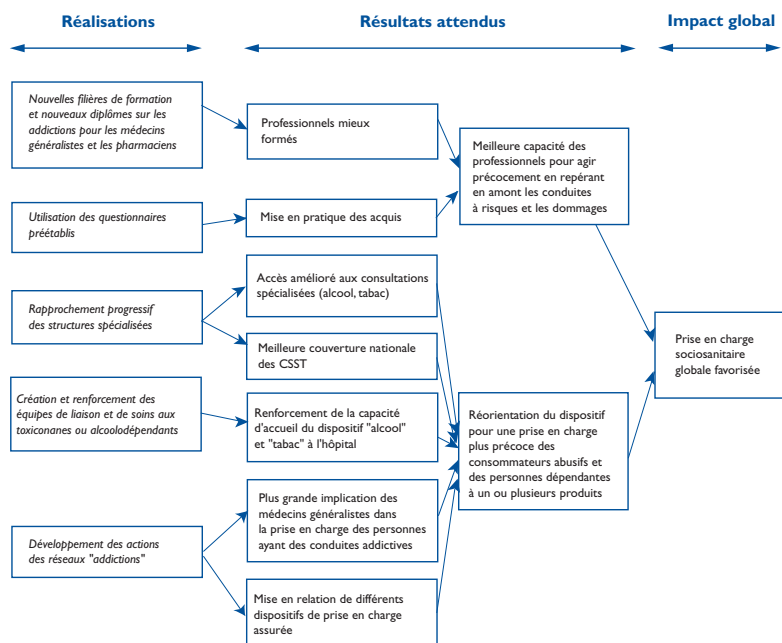 Réalisations
Résultats attendus
Impact global
Nouvelles filières de formation
et nouveaux diplômes sur les
addictions pour les médecins
généralistes et les pharmaciens
Professionnels mieux
formés
Meilleure capacité des
professionnels pour agir
précocement en repérant
en amont les conduites
à risques et les dommages
Utilisation des questionnaires
préétablis
Mise en pratique des acquis
Rapprochement progressif
des structures spécialisées
Accès amélioré aux consultations
spécialisées (alcool, tabac)
Meilleure couverture nationale
des CSST
Prise en charge
sociosanitaire
globale favorisée
Création et renforcement des
équipes de liaison et de soins aux
toxiconanes ou alcoolodépendants
Renforcement de la capacité
d'accueil du dispositif "alcool"
et "tabac" à l'hôpital
Réorientation du dispositif
pour une prise en charge
plus précoce des
consommateurs abusifs et
des personnes dépendantes
à un ou plusieurs produits
Développement des actions
des réseaux "addictions"
Plus grande implication des
médecins généralistes dans
la prise en charge des personnes
ayant des conduites addictives
Mise en relation de différents
dispositifs de prise en charge
assurée